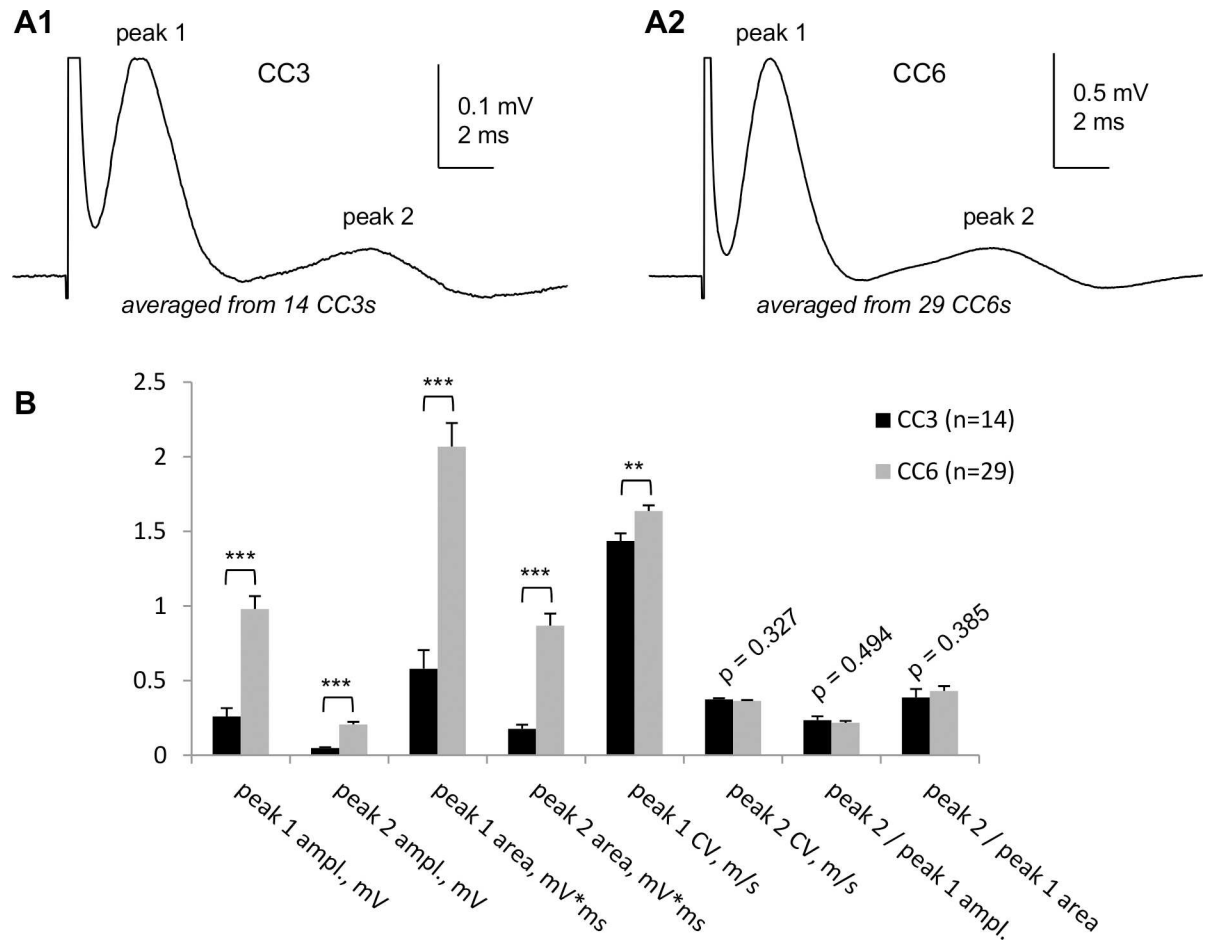 A1
peak 1
CC3
0.1 mV
2 ms
peak 2
averaged from 14 CC3s
A2
peak 1
CC6
0.5 mV
2 ms
peak 2
averaged from 29 CC6s
B
2.5
2
1.5
1
0.5
0
***
***
***
***
**
p = 0.327
p = 0.494
p = 0.385
CC3 (n=14)
CC6 (n=29)
peak 1 ampl., mV
peak 2 ampl., mV
peak 1 area, mV*ms
peak 2 area, mV*ms
peak 1 CV, m/s
peak 2 CV, m/s
peak 2 / peak 1 ampl.
peak 2 / peak 1 area